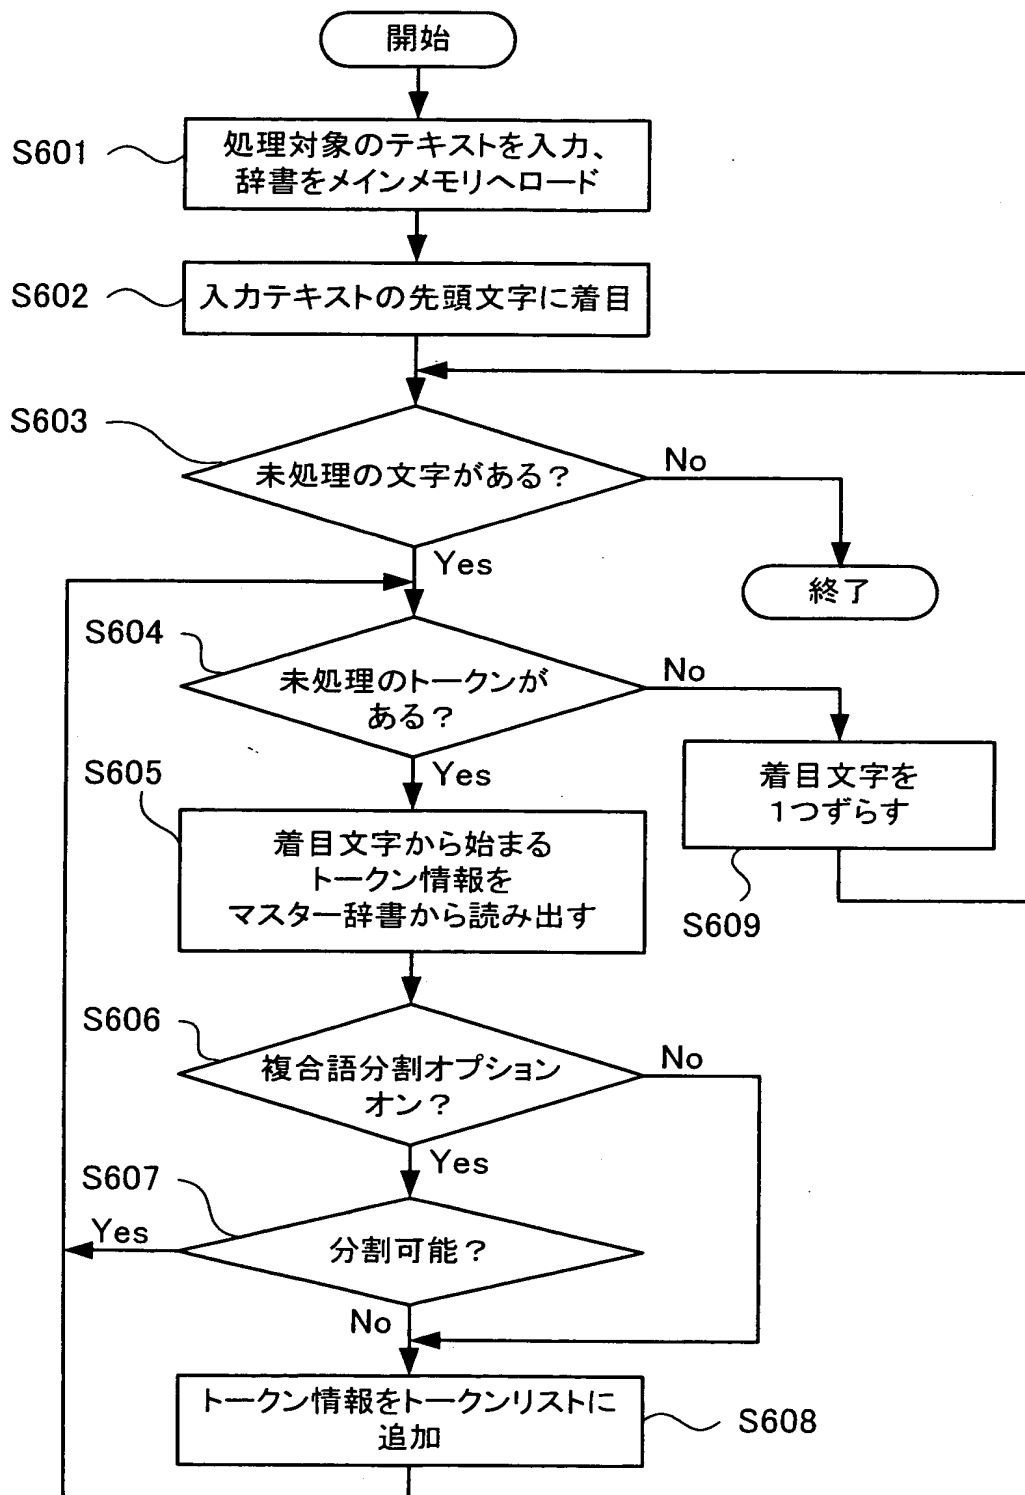 開始
S601
処理対象のテキストを入力、
辞書をメインメモリへロード
S602
入力テキストの先頭文字に着目
S603
未処理の文字がある？
No
Yes
終了
S604
未処理のトークンが
ある？
No
Yes
S605
着目文字から始まる
トークン情報を
マスター辞書から読み出す
着目文字を
1つずらす
S609
S606
複合語分割オプション
オン？
No
Yes
S607
Yes
分割可能？
No
トークン情報をトークンリストに
追加
S608